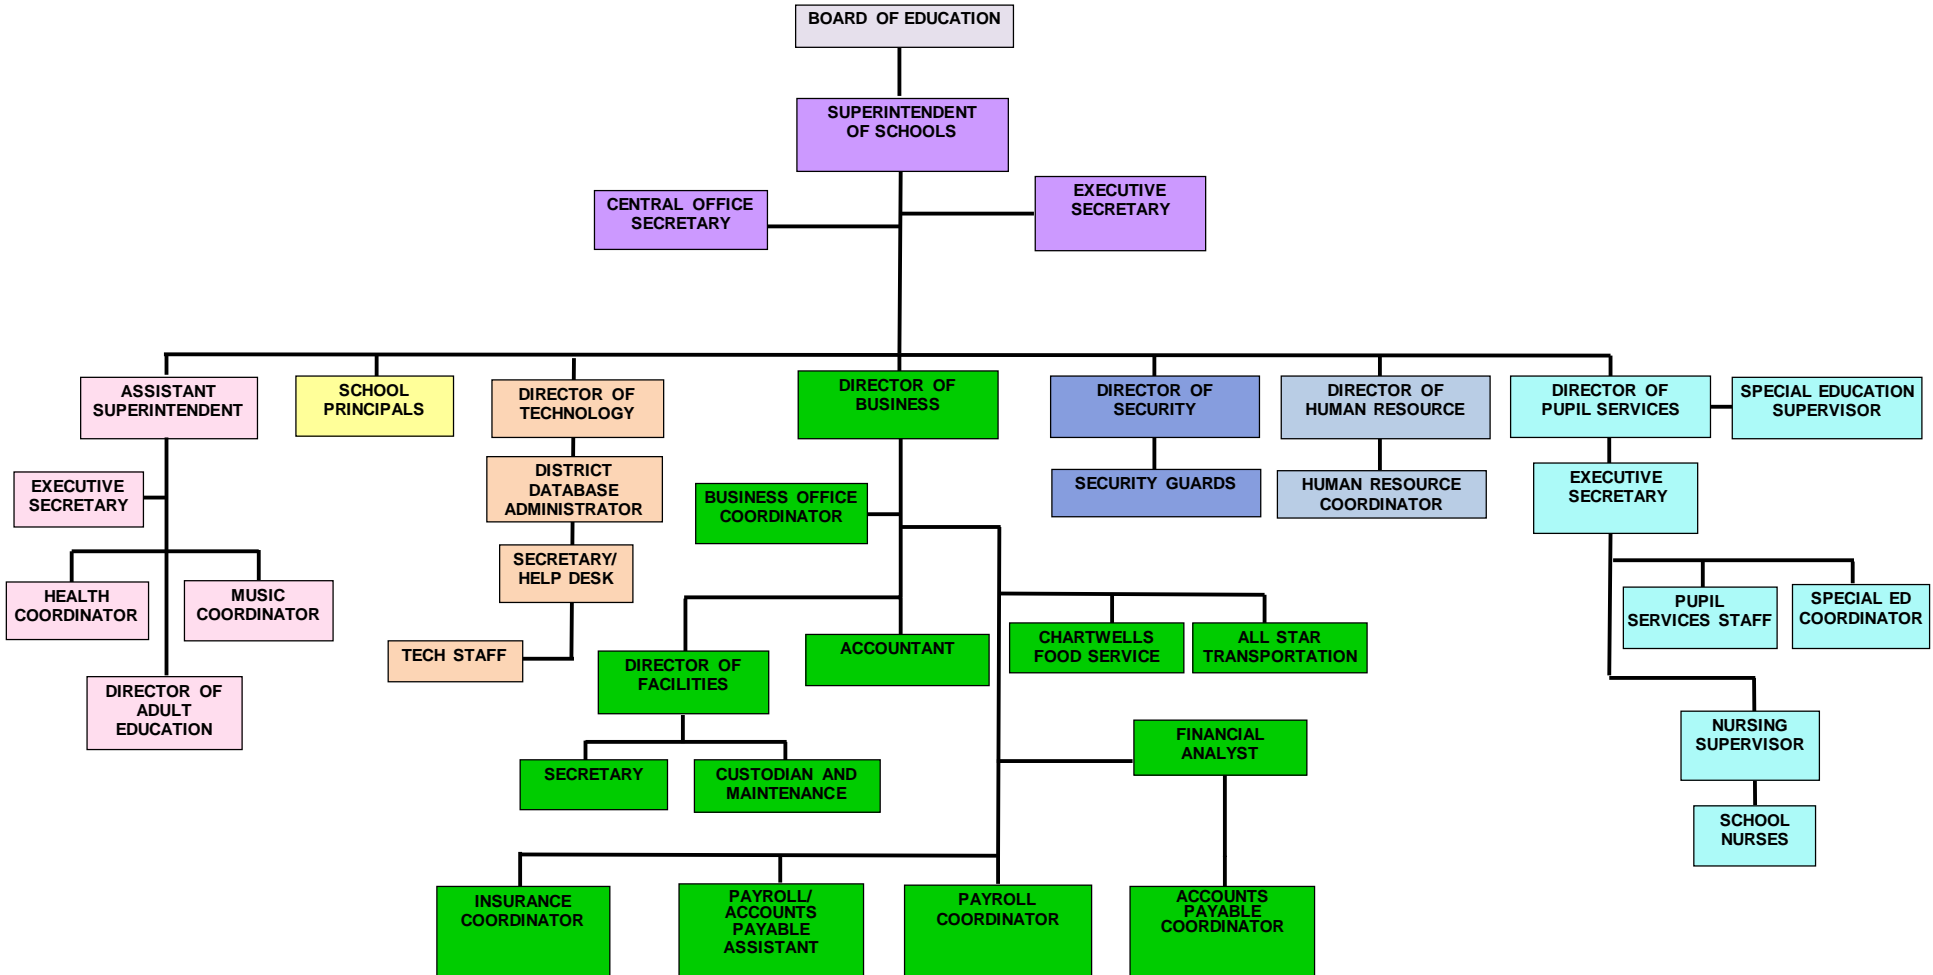 BOARD OF EDUCATION
SUPERINTENDENT
OF SCHOOLS
CENTRAL OFFICE
SECRETARY
EXECUTIVE
SECRETARY
ASSISTANT
SUPERINTENDENT
SCHOOL
PRINCIPALS
DIRECTOR OF
TECHNOLOGY
DIRECTOR OF
BUSINESS
DIRECTOR OF
SECURITY
DIRECTOR OF
HUMAN RESOURCE
DIRECTOR OF
PUPIL SERVICES
SPECIAL EDUCATION
SUPERVISOR
EXECUTIVE
SECRETARY
DISTRICT
DATABASE
ADMINISTRATOR
BUSINESS OFFICE
COORDINATOR
SECURITY GUARDS
HUMAN RESOURCE
COORDINATOR
EXECUTIVE
SECRETARY
HEALTH
COORDINATOR
MUSIC
COORDINATOR
SECRETARY/
HELP DESK
PUPIL
SERVICES STAFF
SPECIAL ED
COORDINATOR
TECH STAFF
DIRECTOR OF
FACILITIES
ACCOUNTANT
CHARTWELLS
FOOD SERVICE
ALL STAR
TRANSPORTATION
DIRECTOR OF
ADULT
EDUCATION
NURSING
SUPERVISOR
FINANCIAL
ANALYST
SECRETARY
CUSTODIAN AND
MAINTENANCE
SCHOOL
NURSES
INSURANCE
COORDINATOR
PAYROLL/
ACCOUNTS
PAYABLE
ASSISTANT
PAYROLL
COORDINATOR
ACCOUNTS
PAYABLE
COORDINATOR